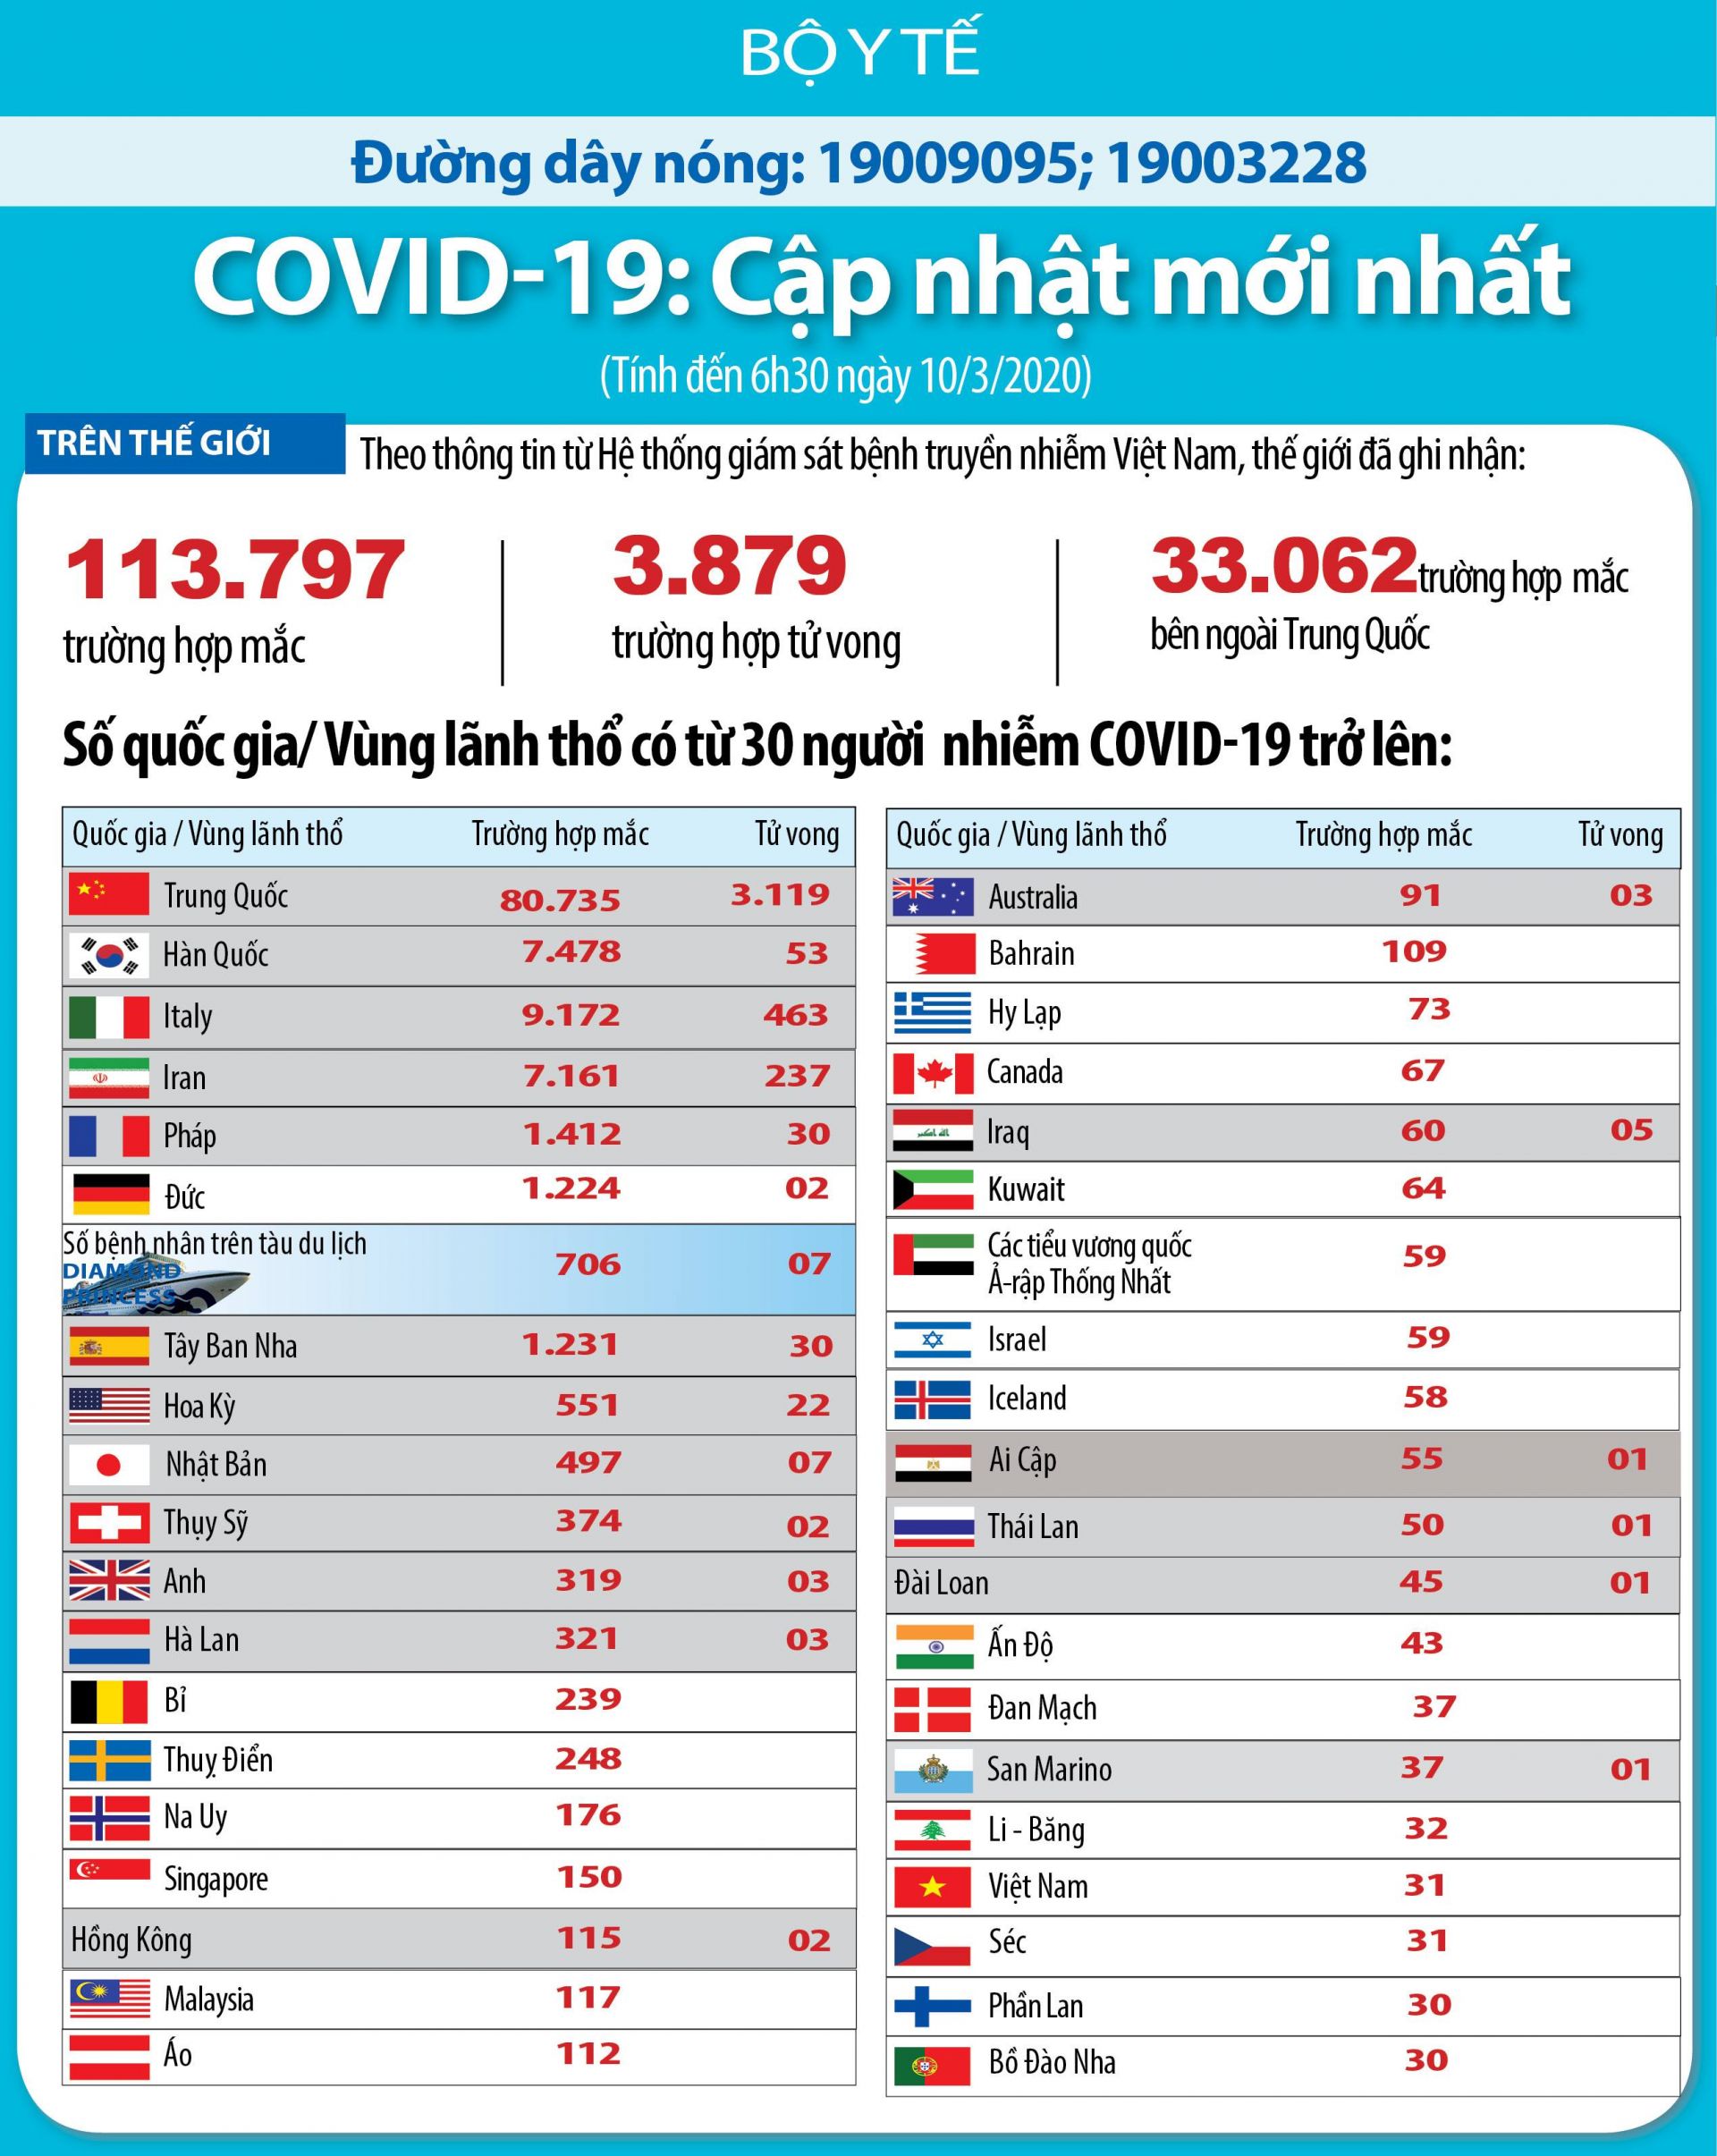 BỘ Y TẾ
Đường dây nóng: 19009095; 19003228
COVID-19: Cập nhật mới nhất
(Tính đến 6h30 ngày 10/3/2020)
TRÊN THẾ GIỚI
Theo thông tin từ Hệ thống giám sát bệnh truyền nhiễm Việt Nam, thế giới đã ghi nhận:
113.797
trường hợp mắc
3.879
trường hợp tử vong
33.062 trường hợp mắc
bên ngoài Trung Quốc
Số quốc gia/ Vùng lãnh thổ có từ 30 người nhiễm COVID-19 trở lên:
Quốc gia / Vùng lãnh thổ Trường hợp mắc Tử vong
Trung Quốc 80.735 3.119
Hàn Quốc 7.478 53
Italy 9.172 463
Iran 7.161 237
Pháp 1.412 30
Đức 1.224 02
Số bệnh nhân trên tàu du lịch
DIAMOND
PRINCESS
706 07
Tây Ban Nha 1.231 30
Hoa Kỳ 551 22
Nhật Bản 497 07
Thụy Sỹ 374 02
Anh 319 03
Hà Lan 321 03
Bỉ 239
Thuỵ Điển 248
Na Uy 176
Singapore 150
Hồng Kông 115 02
Malaysia 117
Áo 112
Quốc gia / Vùng lãnh thổ Trường hợp mắc Tử vong
Australia 91 03
Bahrain 109
Hy Lạp 73
Canada 67
Iraq 60 05
Kuwait 64
Các tiểu vương quốc
Ả-rập Thống Nhất
59
Israel 59
Iceland 58
Ai Cập 55 01
Thái Lan 50 01
Đài Loan 45 01
Ấn Độ 43
Đan Mạch 37
San Marino 37 01
Li - Băng 32
Việt Nam 31
Séc 31
Phần Lan 30
Bồ Đào Nha 30